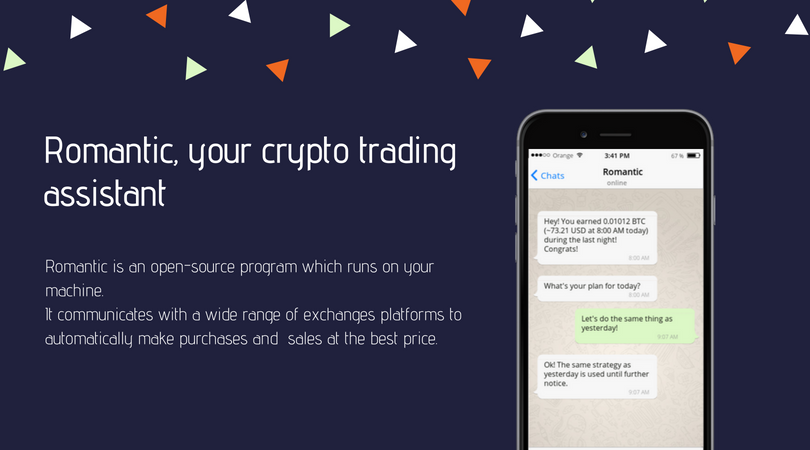 Romantic, your crypto trading
assistant
Romantic is an open-source program which runs on your
machine.
It communicates with a wide range of exchanges platforms to
automatically make purchases and  sales at the best price.
Orange
3:41 PM
67 %
Chats
Romantic
online
Hey! You earned 0.01012 BTC
(~73.21 USD at 8:00 AM today)
during the last night!
Congrats!
8:00 AM
What's your plan for today?
8:00 AM
Let's do the same thing as
yesterday!
9:07 AM
Ok! The same strategy as
yesterday is used until further
notice.
9:07 AM